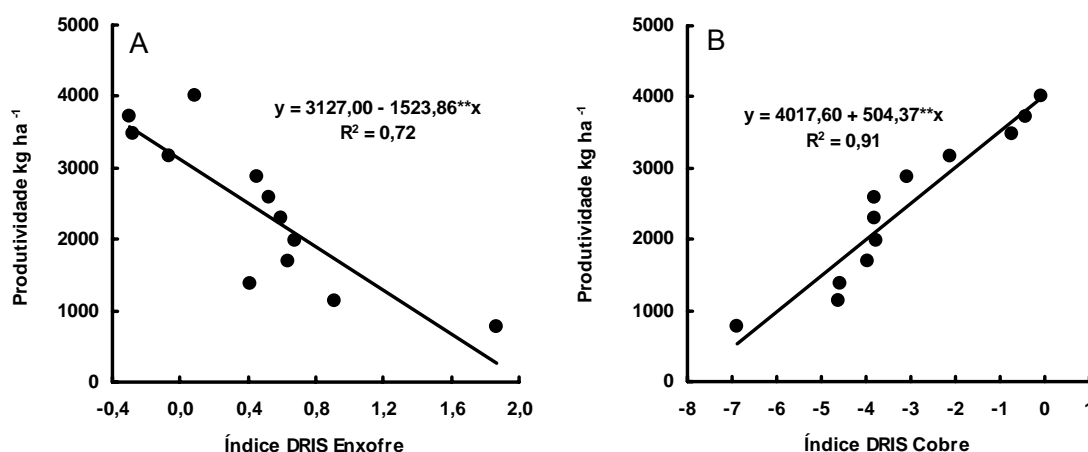 A
5000
4000
3000
2000
1000
0
Produtividade kg ha -1
y = 3127,00 - 1523,86**x
R² = 0,72
-0,4 0,0 0,4 0,8 1,2 1,6 2,0
Índice DRIS Enxofre
B
5000
4000
3000
2000
1000
0
Produtividade kg ha -1
y = 4017,60 + 504,37**x
R² = 0,91
-8 -7 -6 -5 -4 -3 -2 -1 0 1
Índice DRIS Cobre